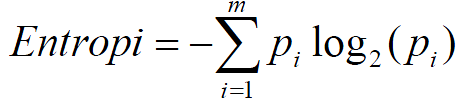 Entropi = −∑_{i=1}^{m} p_i log_2(p_i)